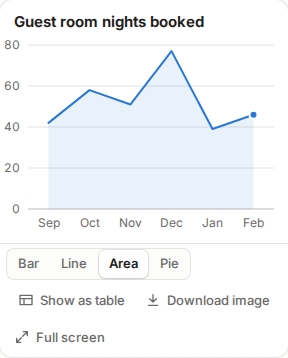 Guest room nights booked
80
60
40
20
0
Sep Oct Nov Dec Jan Feb
Bar Line Area Pie
Show as table Download image
Full screen